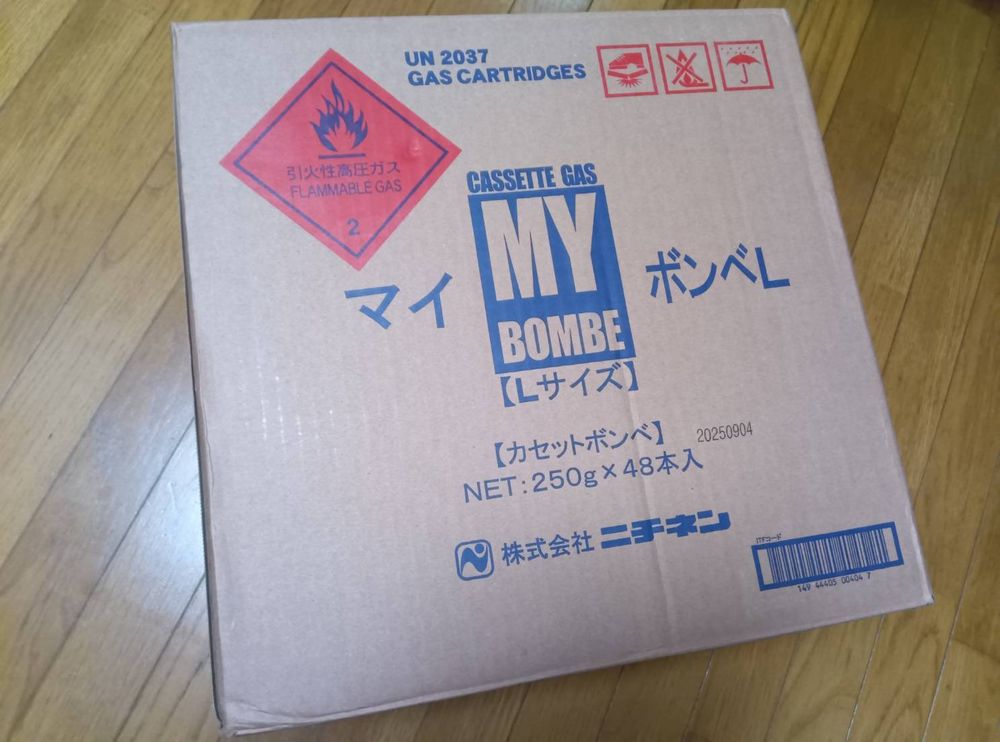 UN 2037
GAS CARTRIDGES
引火性高圧ガス
FLAMMABLE GAS
2
CASSETTE GAS
マイ MY ボンベL
BOMBE
【Lサイズ】
【カセットボンベ】 20250904
NET:250g×48本入
株式会社ニチネン
ITFコード
149 44405 00404 7